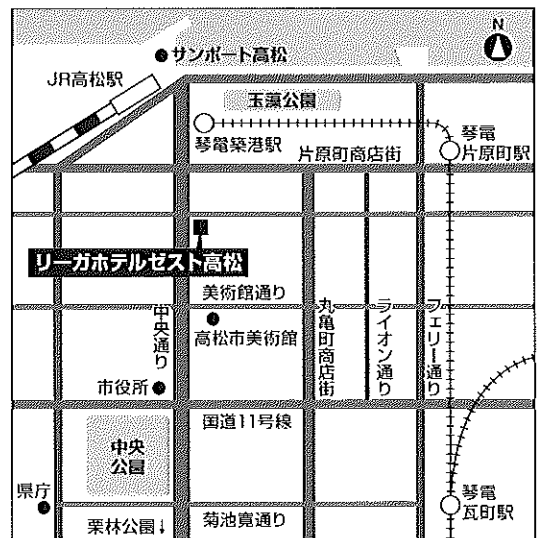 N
サンポート高松
JR高松駅
玉藻公園
琴電築港駅
片原町商店街
琴電
片原町駅
リーガホテルゼスト高松
美術館通り
中央通り
高松市美術館
丸亀町商店街
ライオン通り
フェリー通り
市役所
国道11号線
中央
公園
県庁
琴電
瓦町駅
栗林公園↓
菊池寛通り